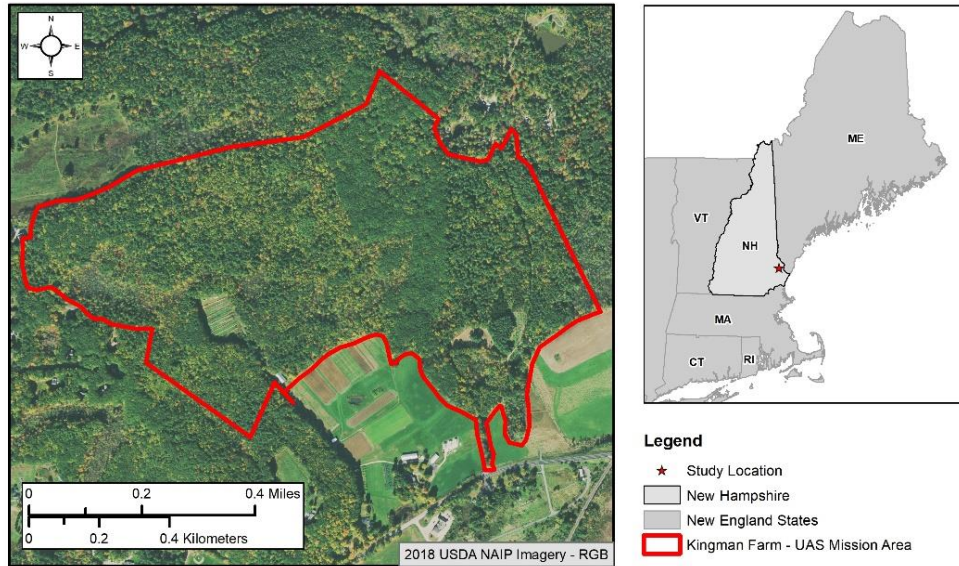 N
W E
S
0 0.2 0.4 Miles
0 0.2 0.4 Kilometers
2018 USDA NAIP Imagery - RGB
ME
VT
NH
MA
CT
RI
Legend
Study Location
New Hampshire
New England States
Kingman Farm - UAS Mission Area